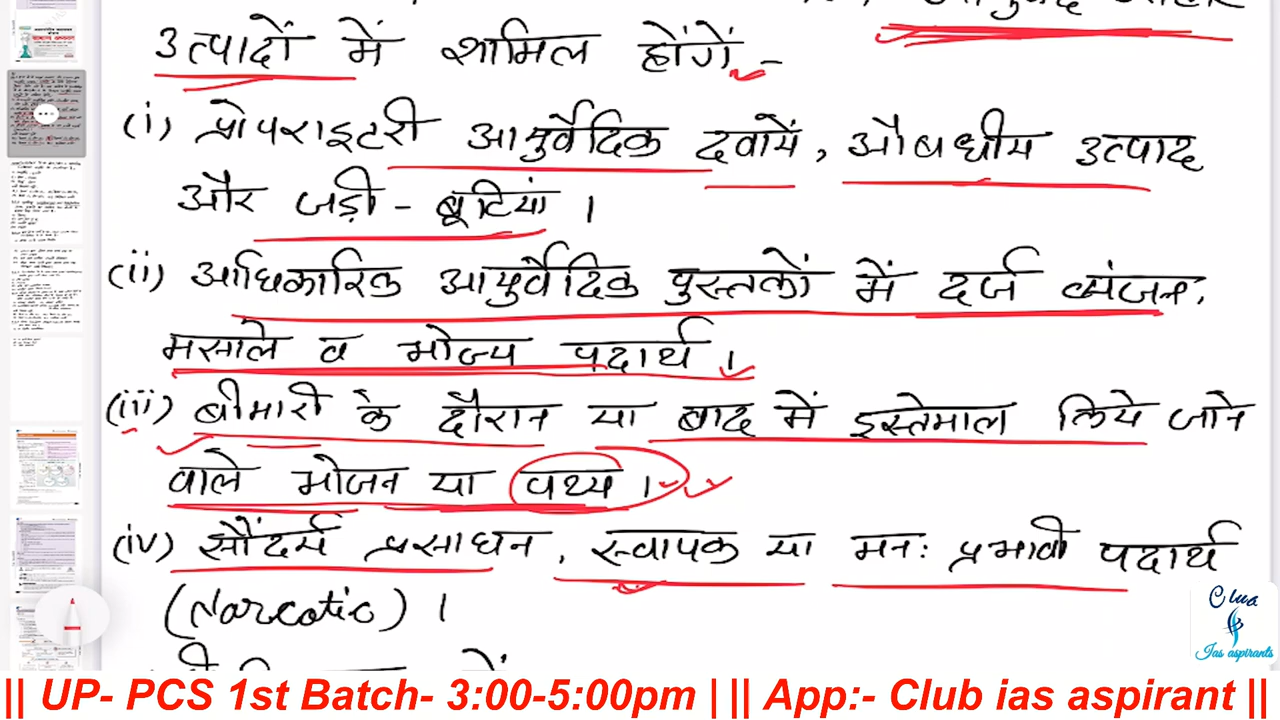 उत्पादों में शामिल होंगें -
(i) प्रोपराइटरी आयुर्वेदिक दवायें, औषधीय उत्पाद
और जड़ी - बूटियां ।
(ii) आधिकारिक आयुर्वेदिक पुस्तकों में दर्ज व्यंजन,
मसाले व भोज्य पदार्थ ।
(iii) बीमारी के दौरान या बाद में इस्तेमाल लिये जाने
वाले भोजन या पथ्य ।
(iv) सौंदर्य प्रसाधन, स्वापक या मनः प्रभावी पदार्थ
(Narcotic) ।
Club
Ias aspirants
|| UP- PCS 1st Batch- 3:00-5:00pm | || App:- Club ias aspirant ||